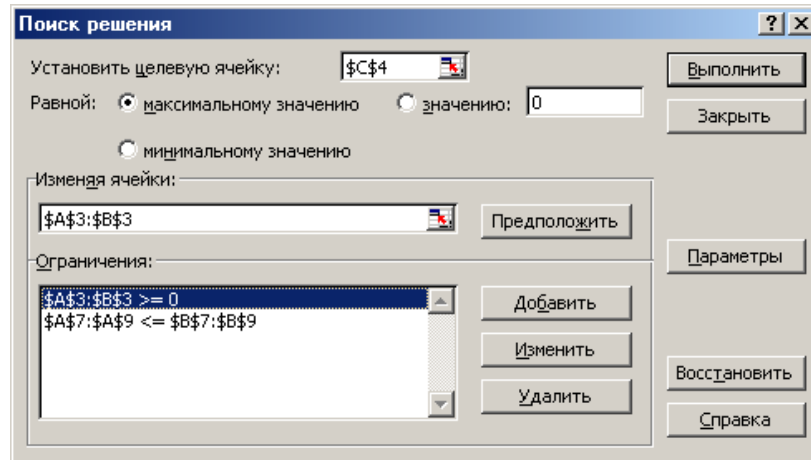 Поиск решения
Установить целевую ячейку: $C$4
Выполнить
Равной: максимальному значению значению: 0
Закрыть
минимальному значению
Изменяя ячейки:
$A$3:$B$3
Предположить
Параметры
Ограничения:
$A$3:$B$3 >= 0
Добавить
$A$7:$A$9 <= $B$7:$B$9
Изменить
Восстановить
Удалить
Справка